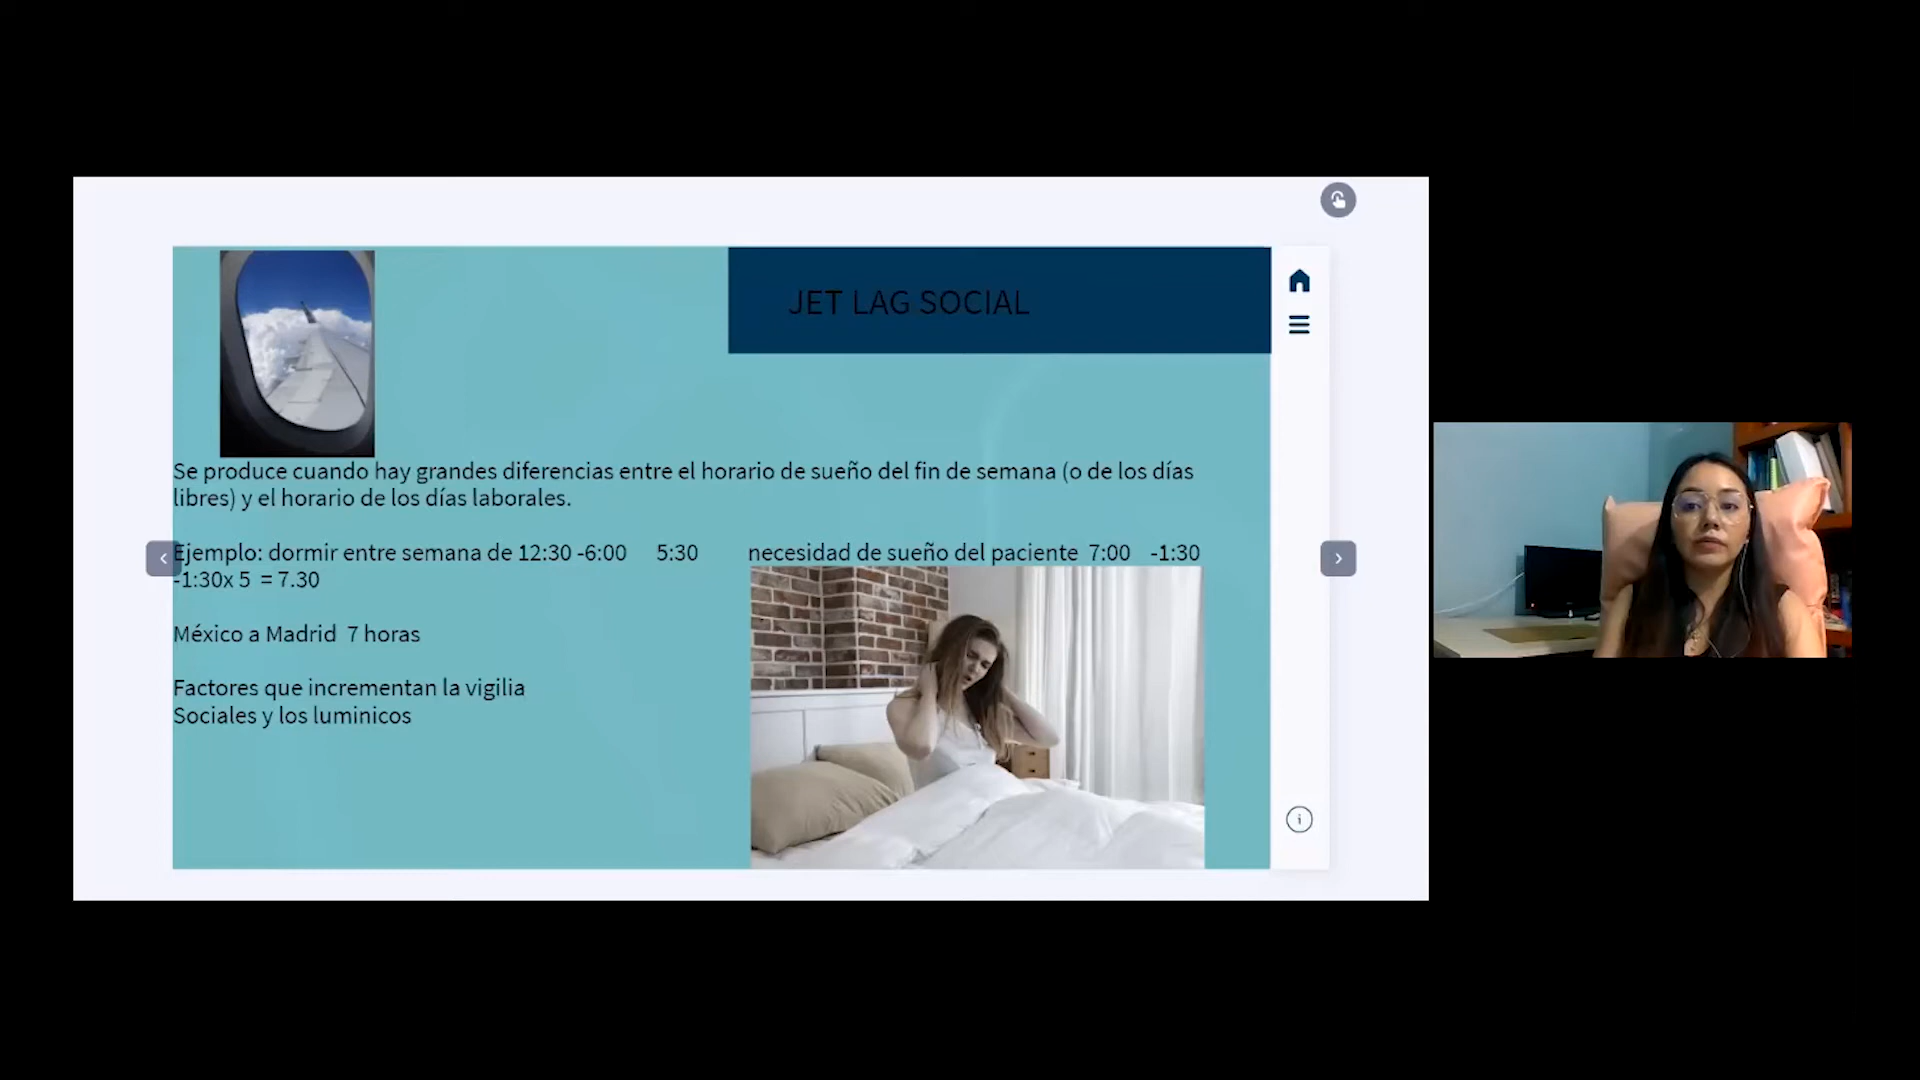 JET LAG SOCIAL
Se produce cuando hay grandes diferencias entre el horario de sueño del fin de semana (o de los días
libres) y el horario de los días laborales.
Ejemplo: dormir entre semana de 12:30 -6:00 5:30 necesidad de sueño del paciente 7:00 -1:30
-1:30x 5 = 7.30
México a Madrid 7 horas
Factores que incrementan la vigilia
Sociales y los luminicos